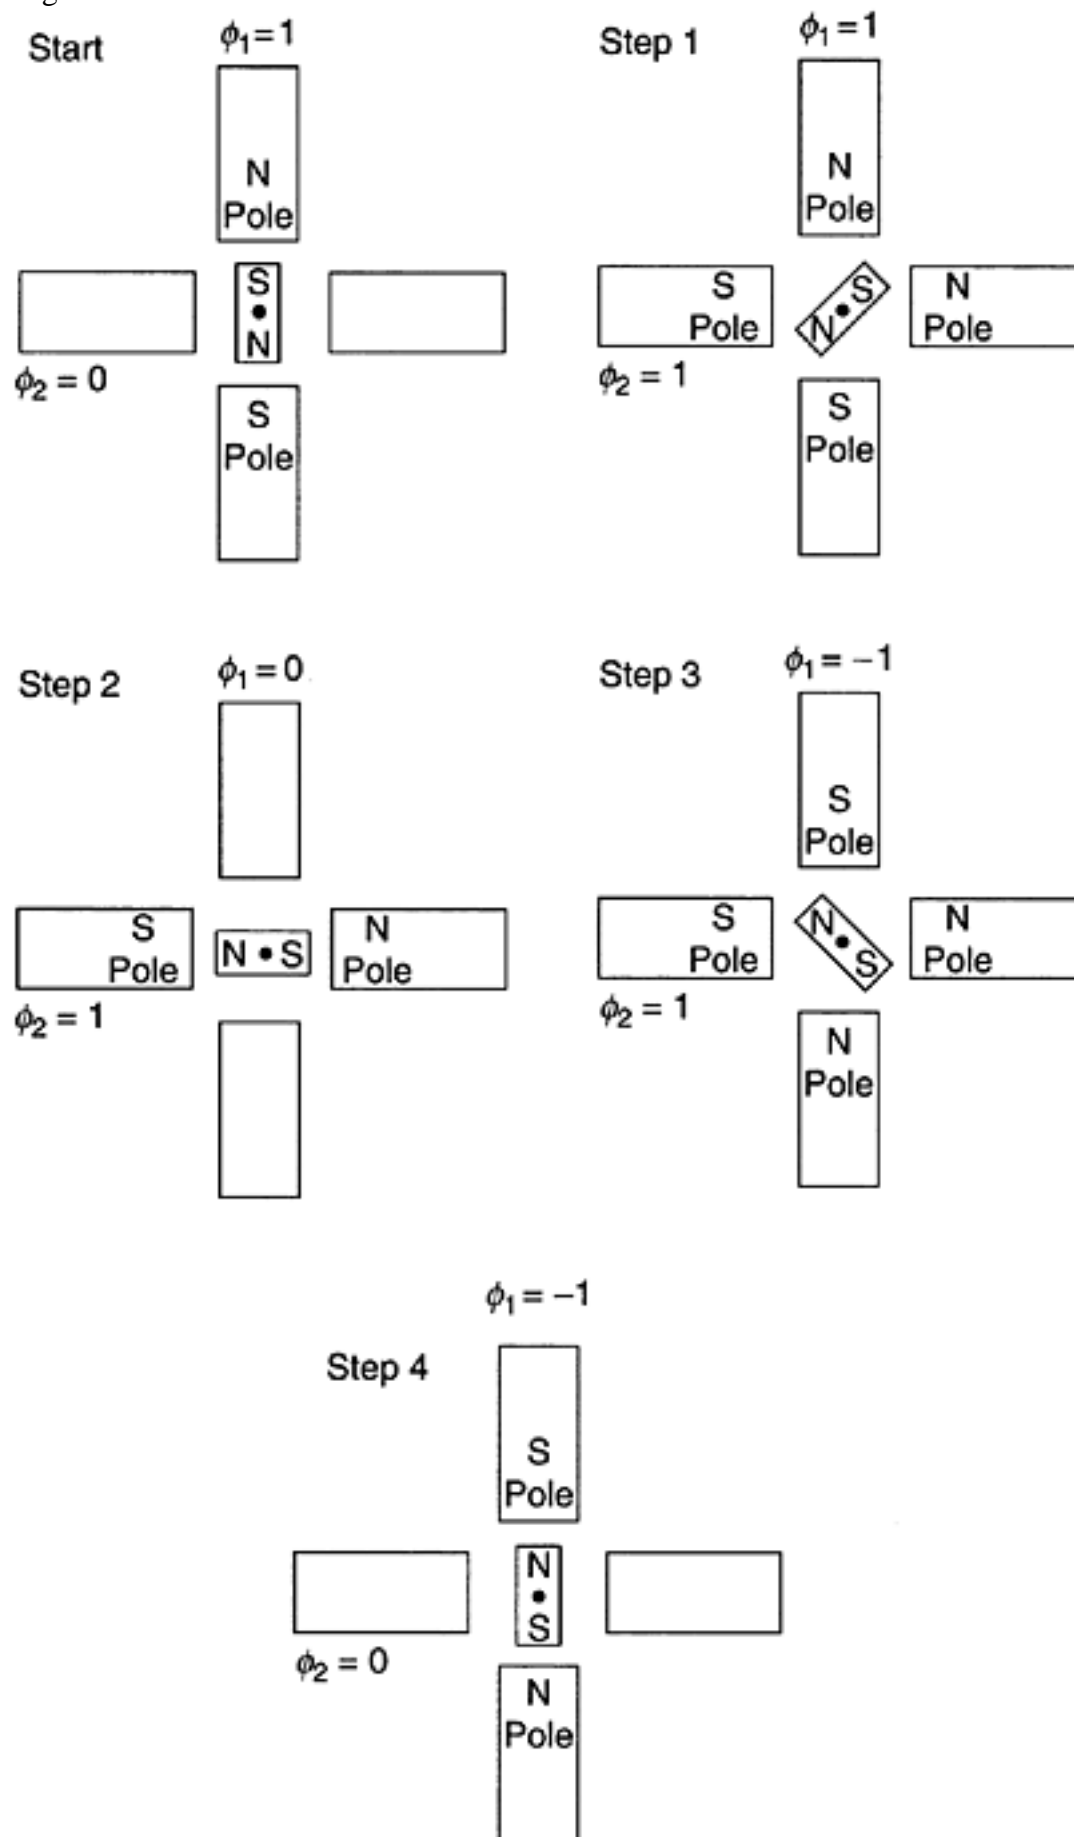 Start
ϕ₁ = 1
N
Pole
S
N
ϕ₂ = 0
S
Pole
Step 1
ϕ₁ = 1
N
Pole
S
Pole
N S
N
Pole
ϕ₂ = 1
S
Pole
Step 2
ϕ₁ = 0
S
Pole
N S
N
Pole
ϕ₂ = 1
Step 3
ϕ₁ = −1
S
Pole
S
Pole
N
S
N
Pole
ϕ₂ = 1
N
Pole
ϕ₁ = −1
Step 4
S
Pole
N
S
ϕ₂ = 0
N
Pole